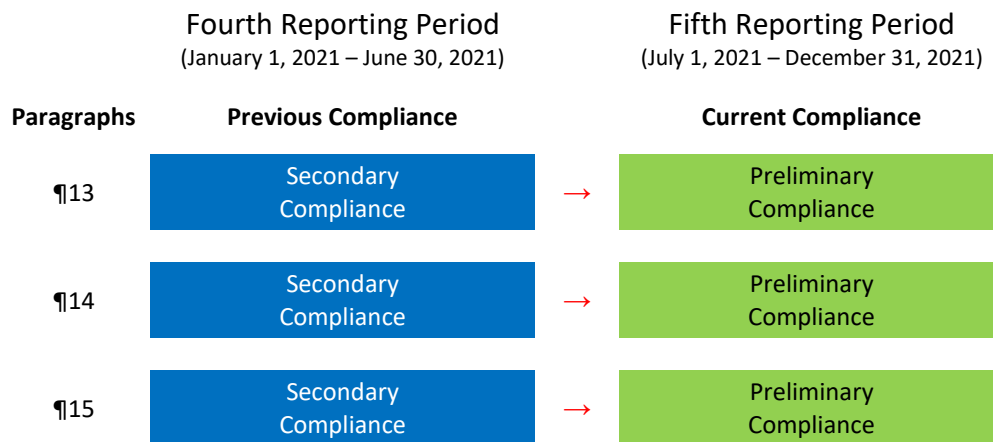 Fourth Reporting Period
(January 1, 2021 – June 30, 2021)
Fifth Reporting Period
(July 1, 2021 – December 31, 2021)
Paragraphs
Previous Compliance
Current Compliance
¶13
Secondary
Compliance
→
Preliminary
Compliance
¶14
Secondary
Compliance
→
Preliminary
Compliance
¶15
Secondary
Compliance
→
Preliminary
Compliance